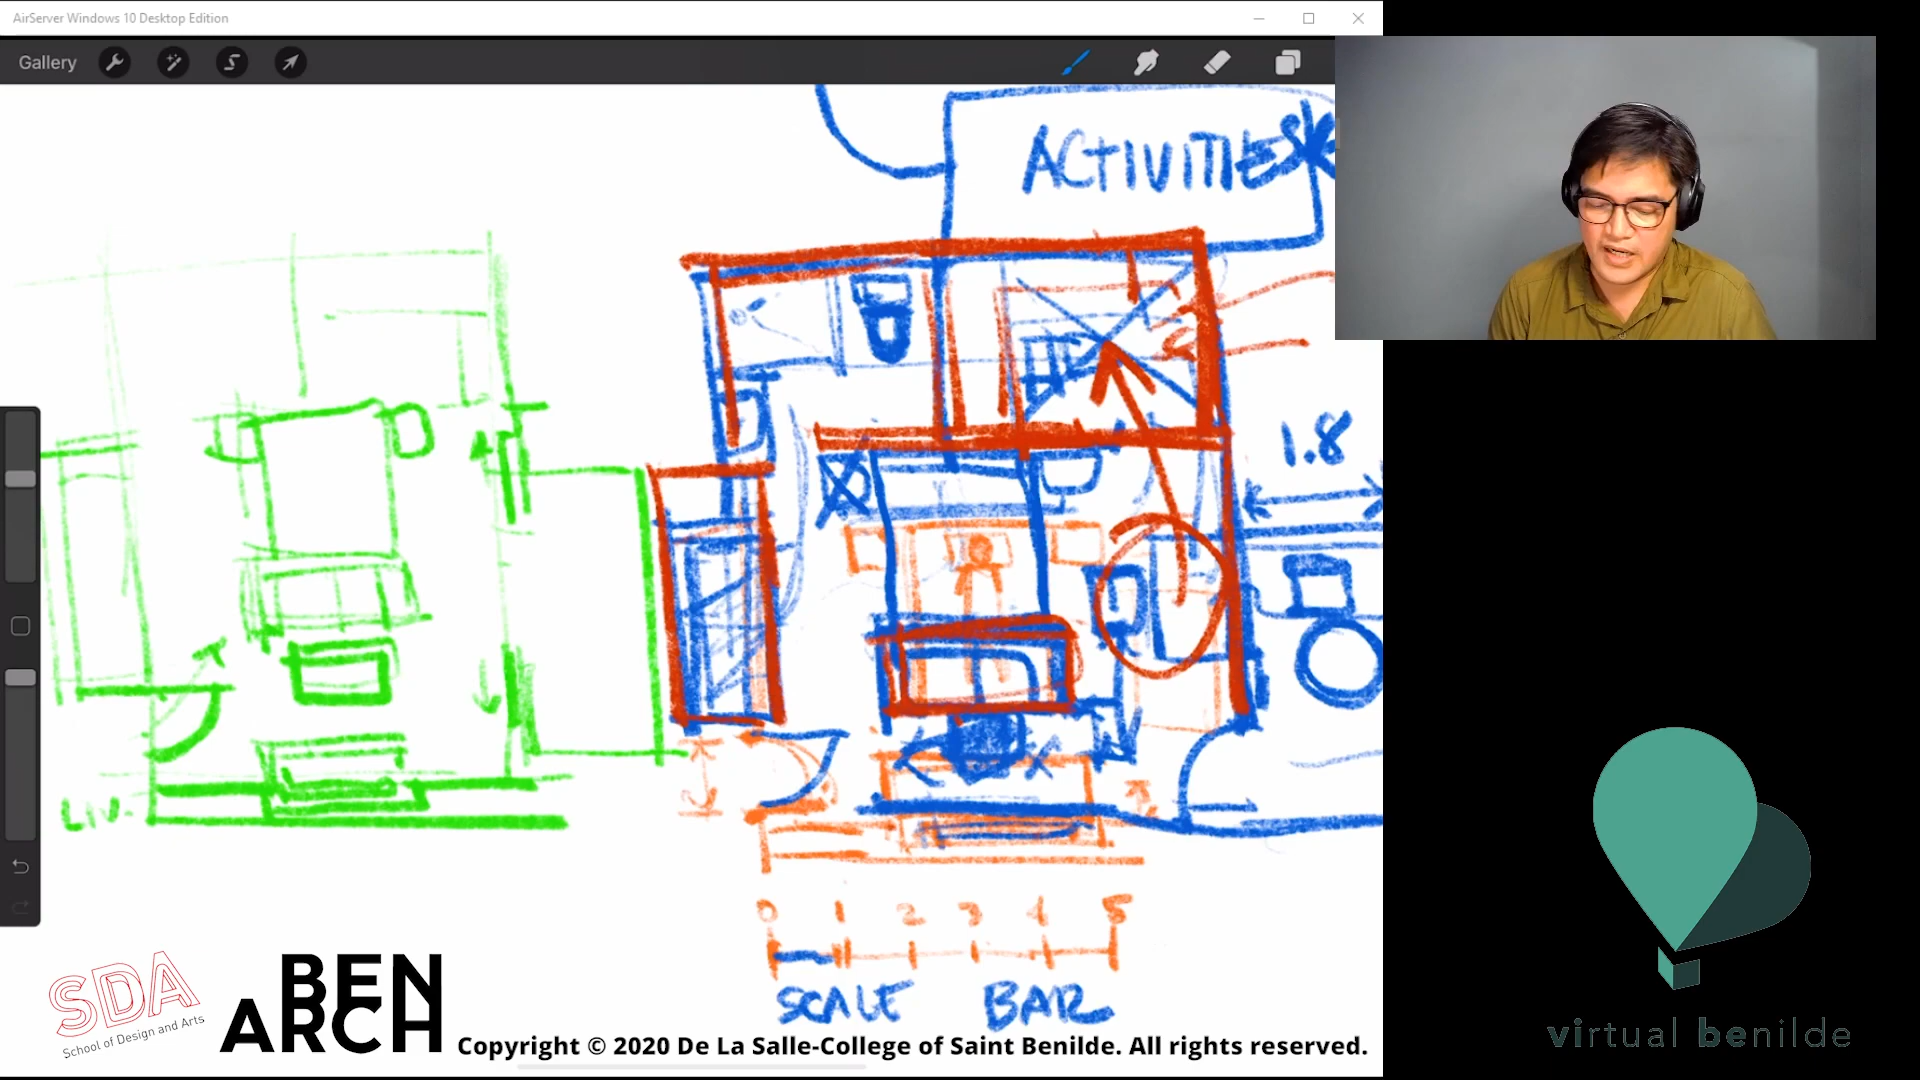 AirServer Windows 10 Desktop Edition
Gallery
ACTIVITIES
1.8
LIV.
0 1 2 3 4 5
SCALE BAR
SDA
School of Design and Arts
BEN
ARCH
Copyright © 2020 De La Salle-College of Saint Benilde. All rights reserved.
virtual benilde